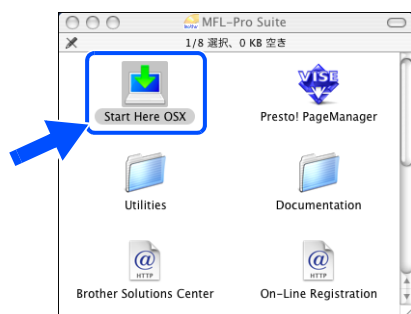 MFL-Pro Suite
1/8 選択、0 KB 空き
Start Here OSX
VISE
Presto! PageManager
Utilities
Documentation
@
HTTP
@
HTTP
Brother Solutions Center
On-Line Registration